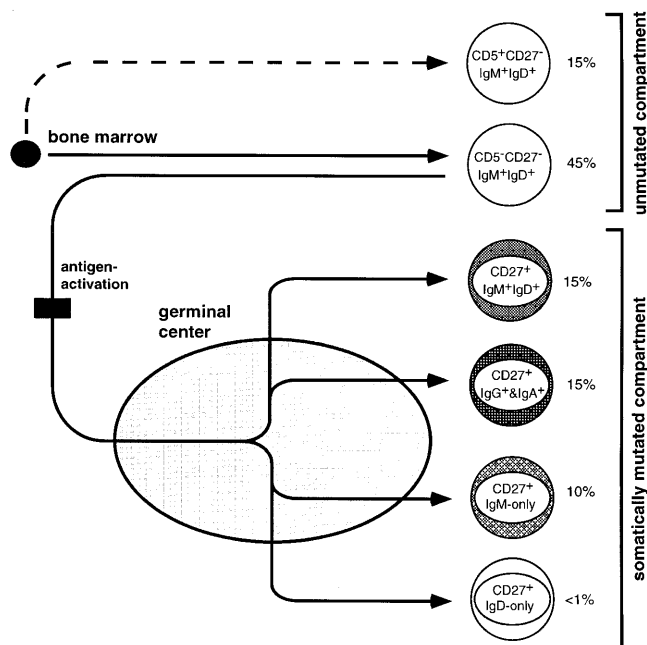 CD5+CD27-
IgM+IgD+
15%
bone marrow
CD5-CD27-
IgM+IgD+
45%
unmutated compartment
antigen-
activation
germinal
center
CD27+
IgM+IgD+
15%
CD27+
IgG+&IgA+
15%
CD27+
IgM-only
10%
CD27+
IgD-only
<1%
somatically mutated compartment